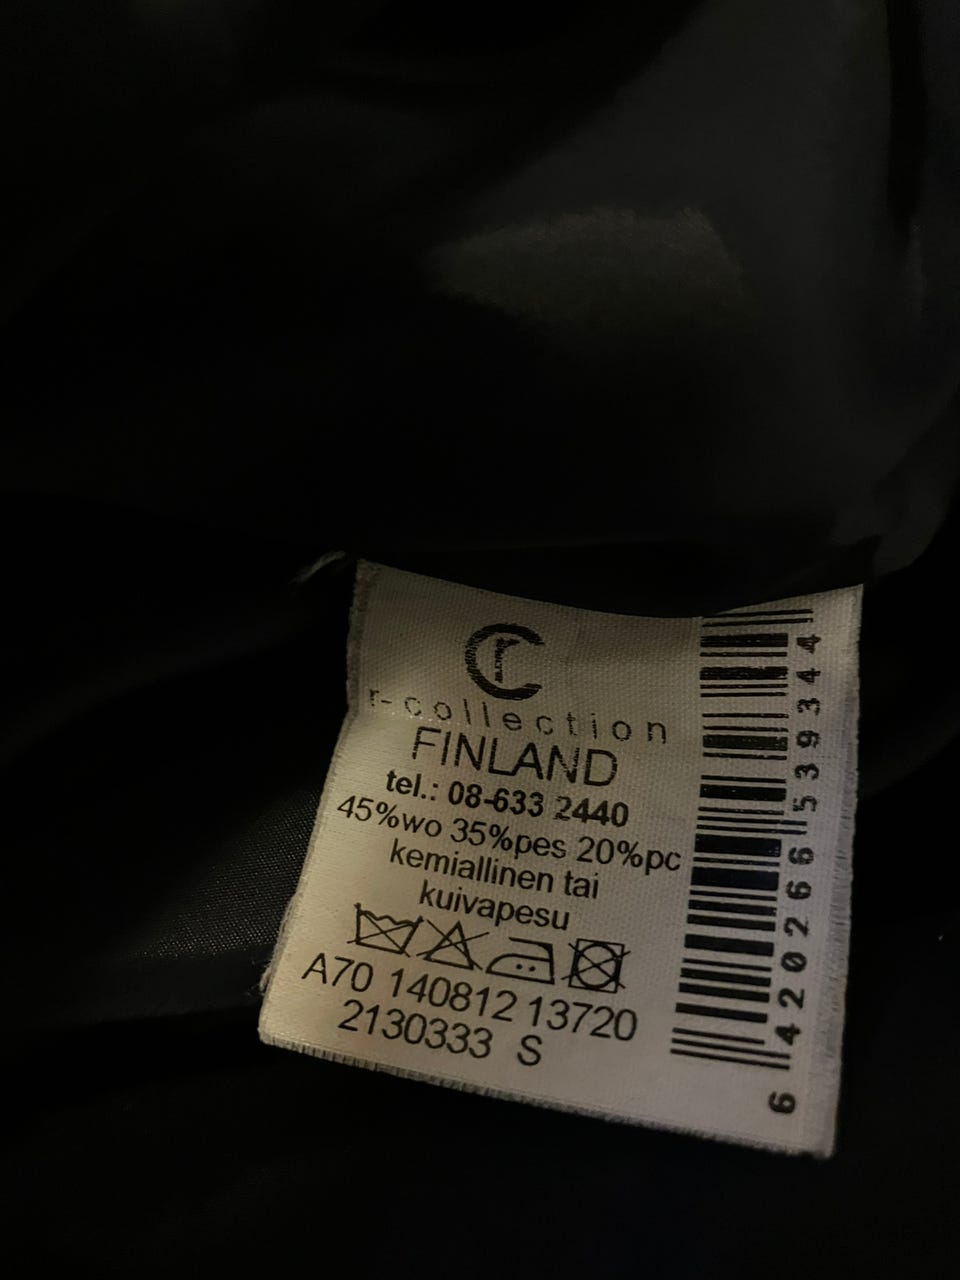 r-collection
FINLAND
tel.: 08-633 2440
45%wo 35%pes 20%pc
kemiallinen tai
kuivapesu
A70 140812 13720
2130333 S
6 420266 539344